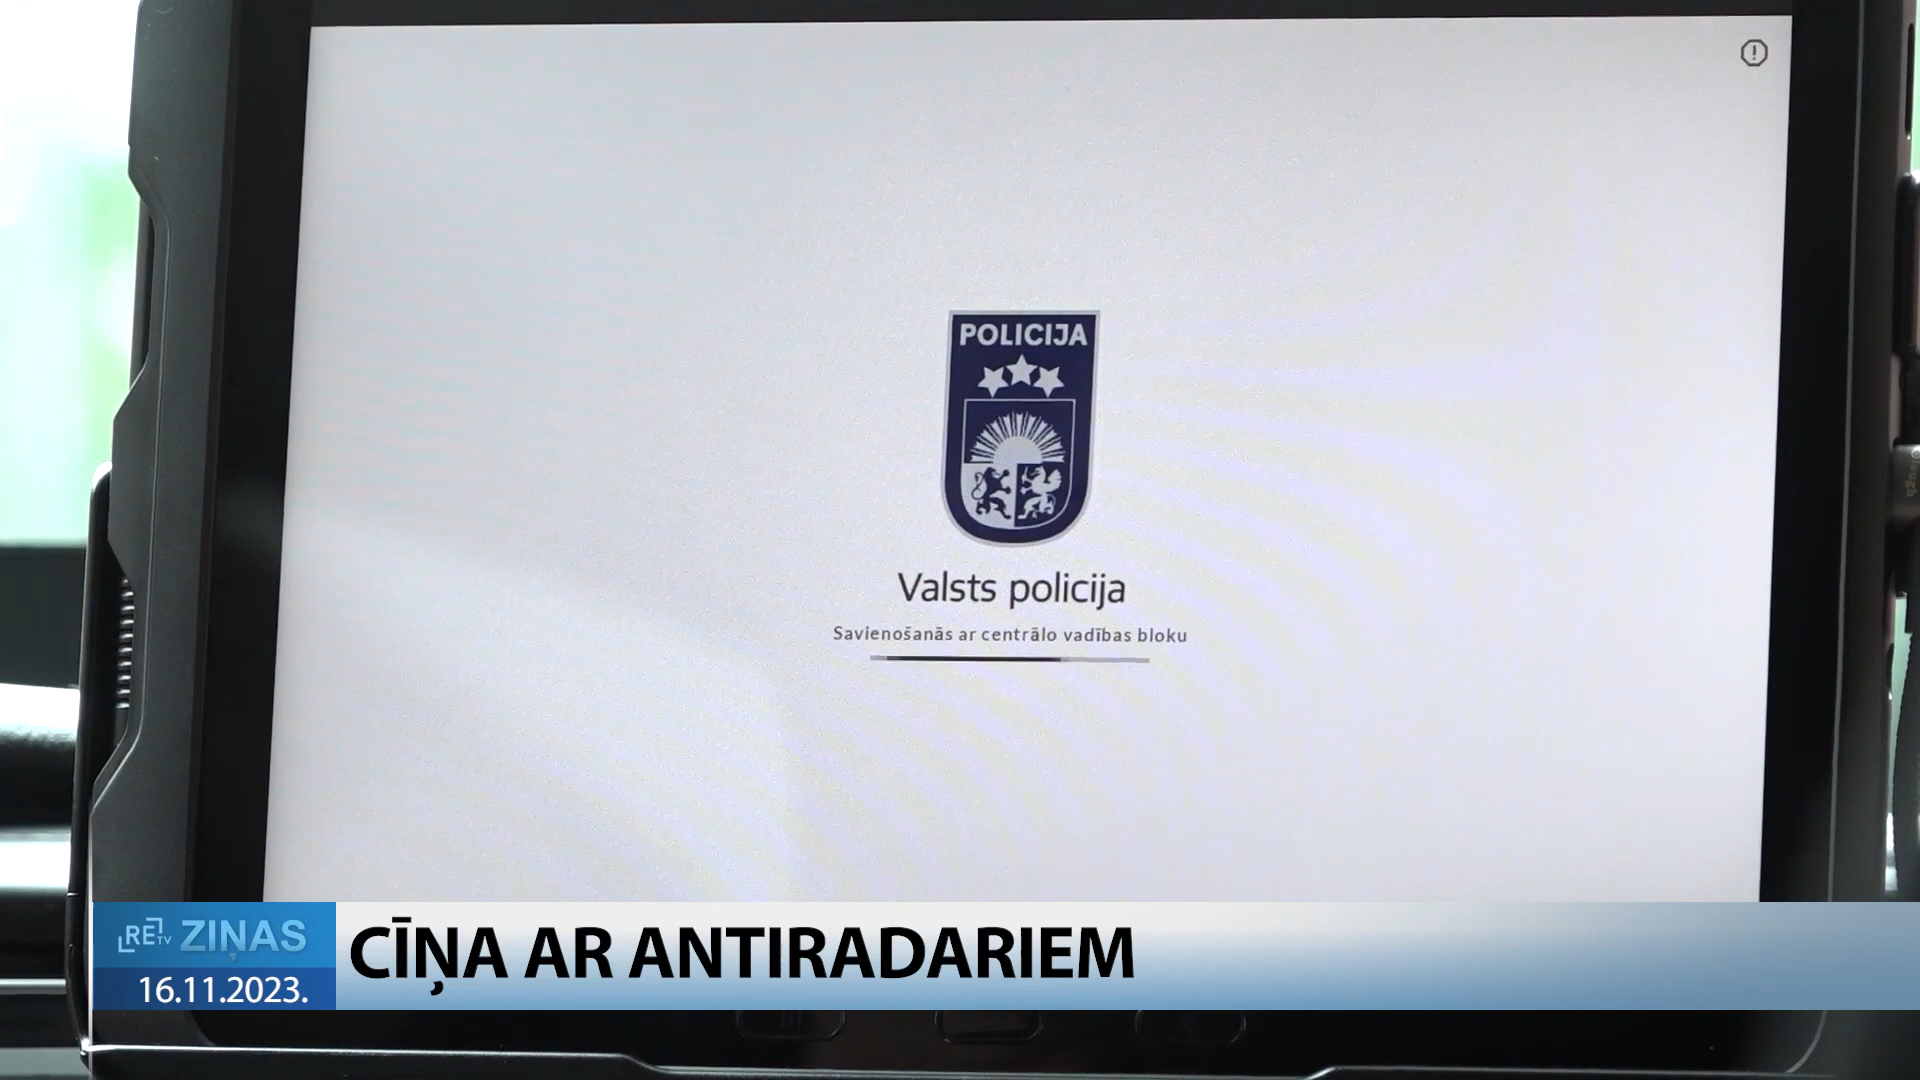 POLICIJA
Valsts policija
Savienošanās ar centrālo vadības bloku
RE TV ZIŅAS
16.11.2023.
CĪŅA AR ANTIRADARIEM